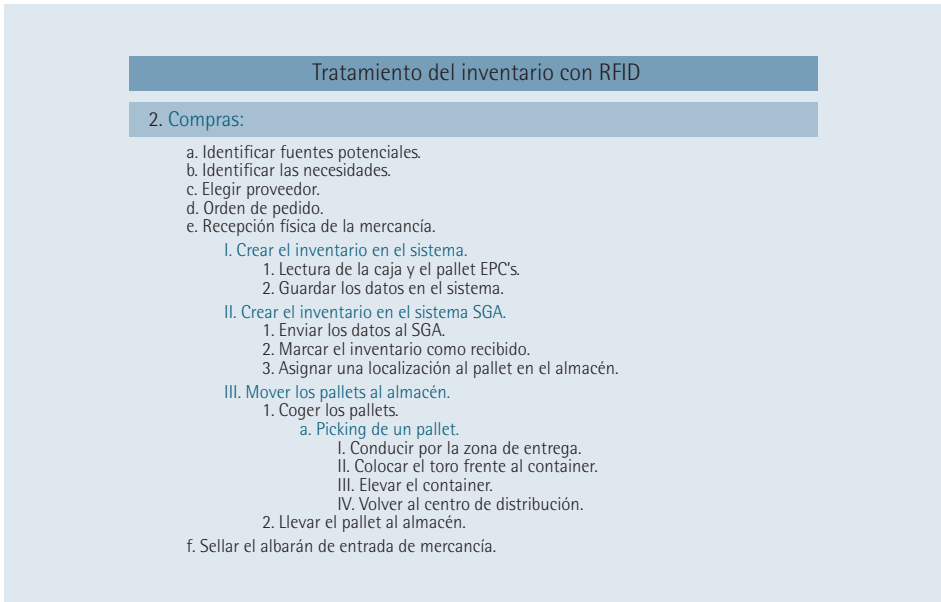 Tratamiento del inventario con RFID
2. Compras:
a. Identificar fuentes potenciales.
b. Identificar las necesidades.
c. Elegir proveedor.
d. Orden de pedido.
e. Recepción física de la mercancía.
I. Crear el inventario en el sistema.
1. Lectura de la caja y el pallet EPC's.
2. Guardar los datos en el sistema.
II. Crear el inventario en el sistema SGA.
1. Enviar los datos al SGA.
2. Marcar el inventario como recibido.
3. Asignar una localización al pallet en el almacén.
III. Mover los pallets al almacén.
1. Coger los pallets.
a. Picking de un pallet.
I. Conducir por la zona de entrega.
II. Colocar el toro frente al container.
III. Elevar el container.
IV. Volver al centro de distribución.
2. Llevar el pallet al almacén.
f. Sellar el albarán de entrada de mercancía.